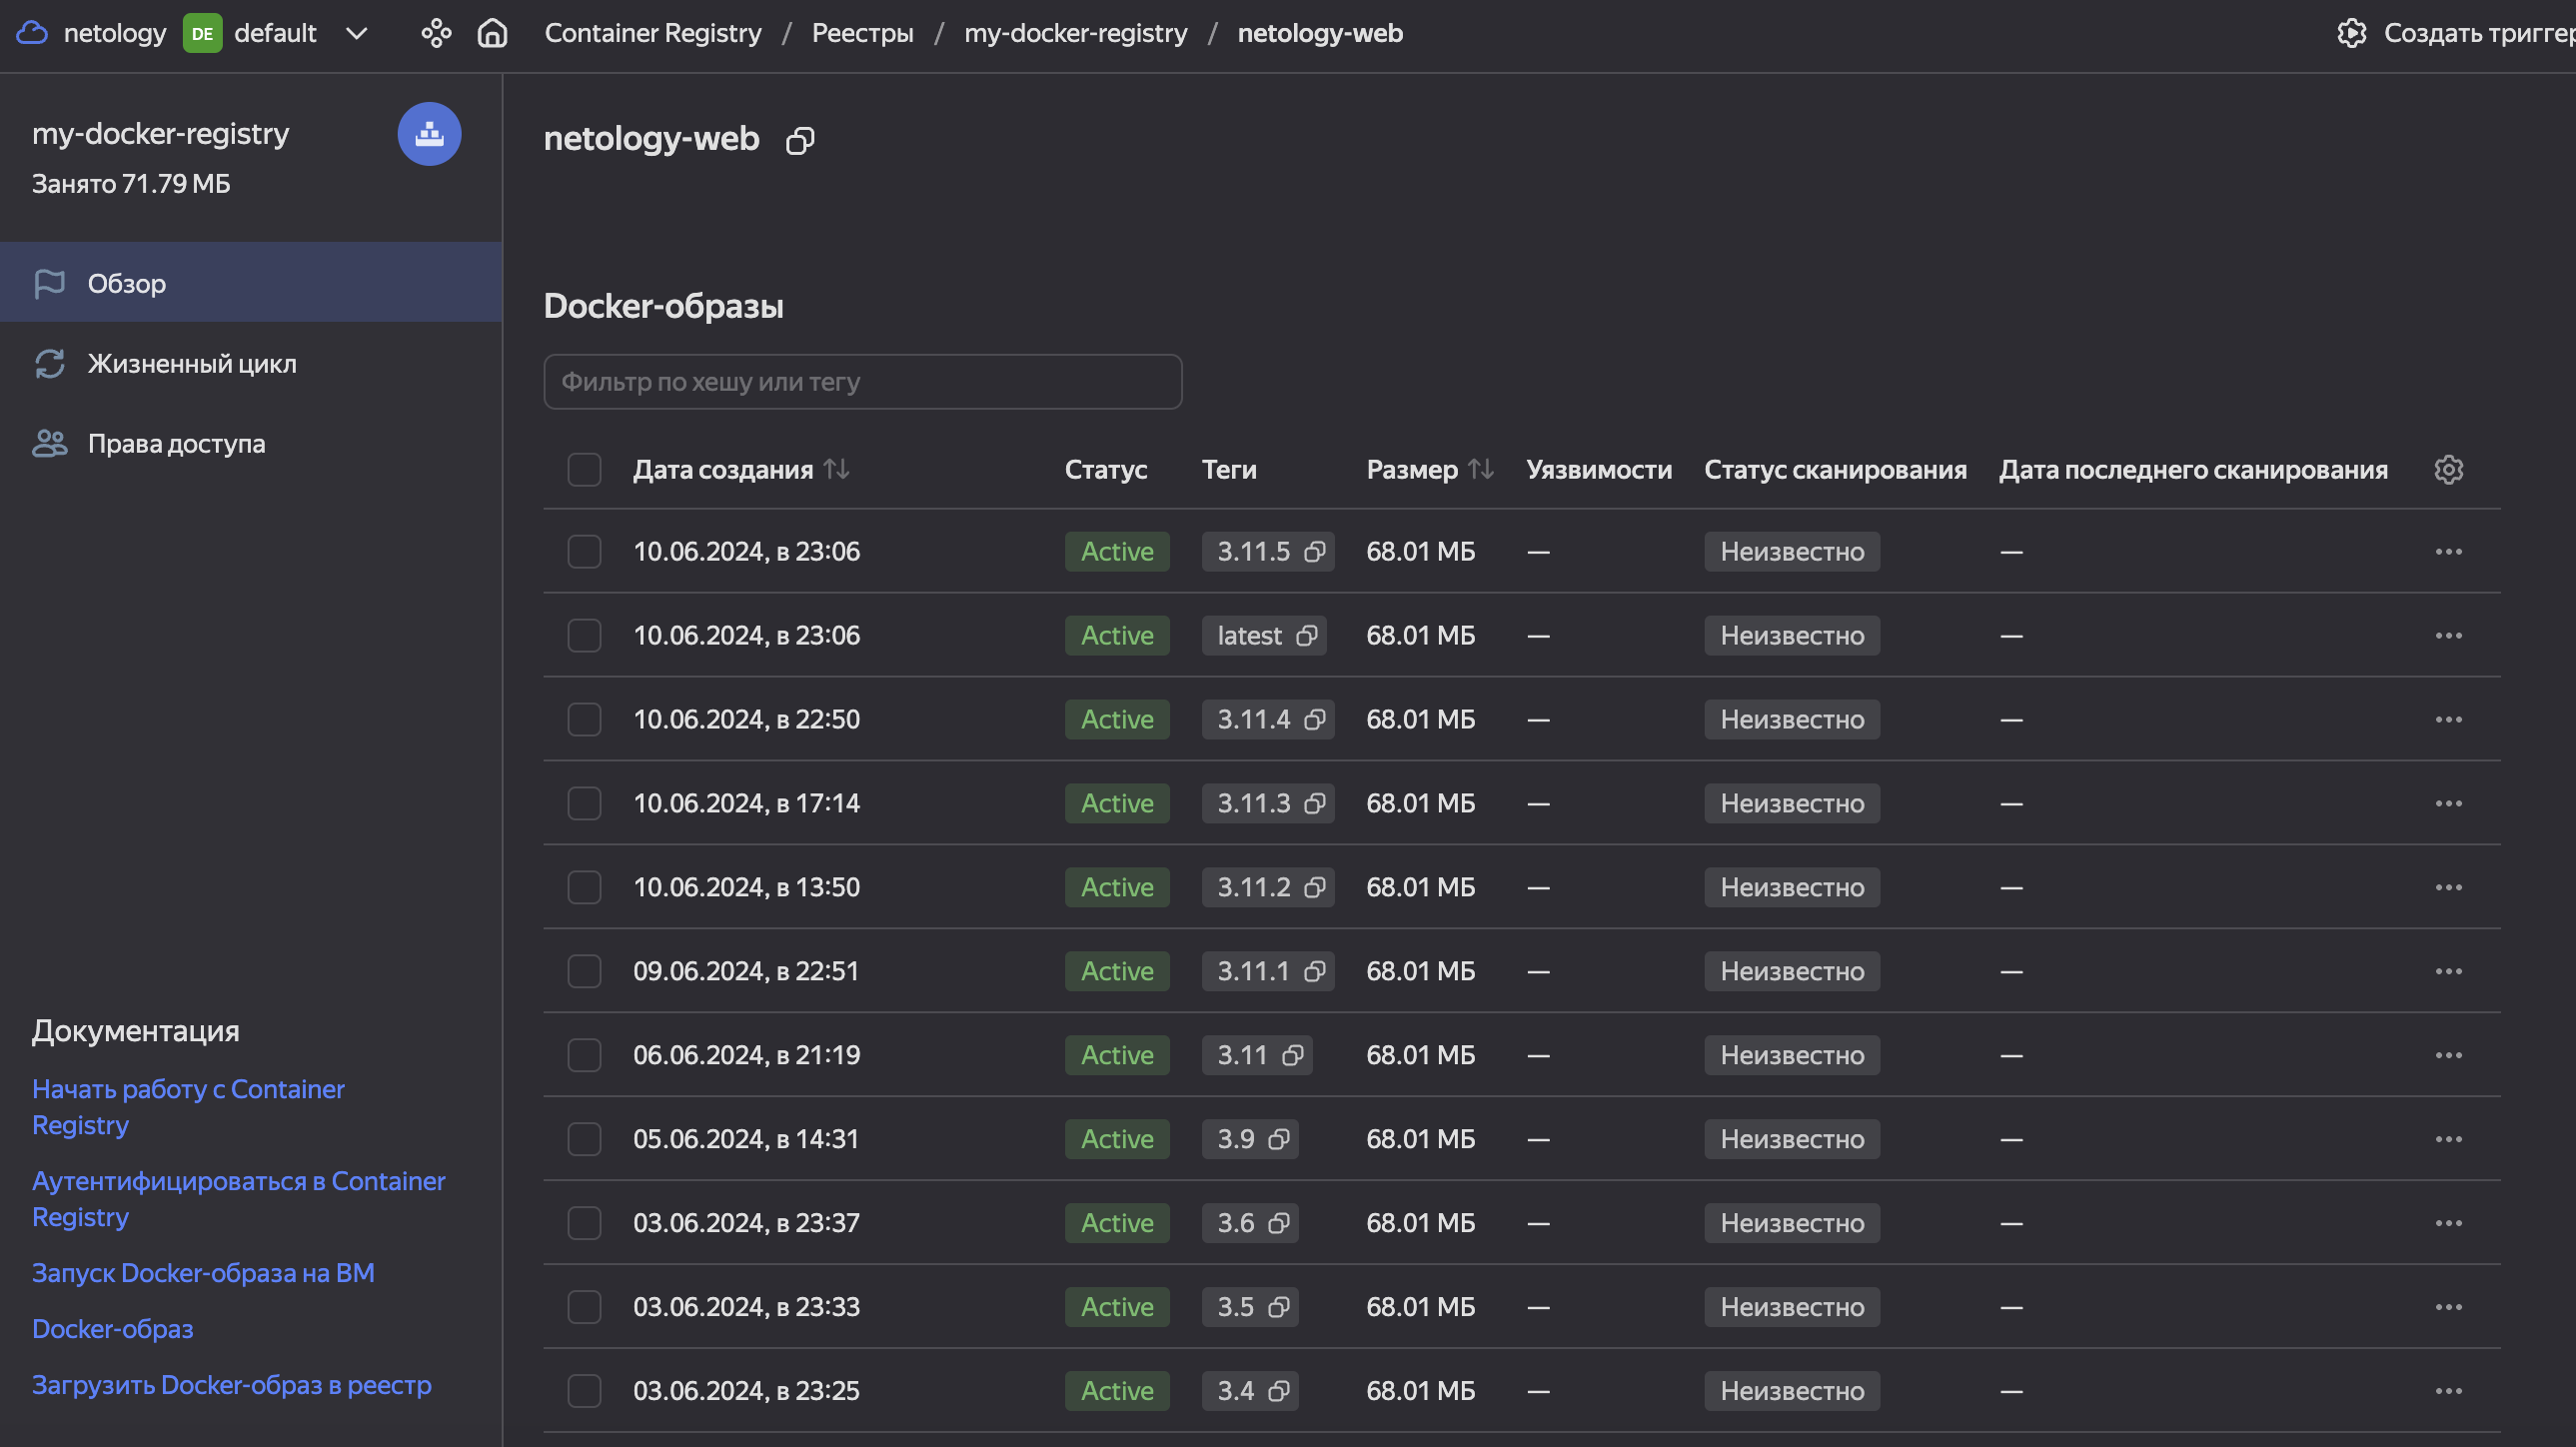 netology DE default Container Registry / Реестры / my-docker-registry / netology-web Создать триггер
my-docker-registry
Занято 71.79 МБ
Обзор
Жизненный цикл
Права доступа
Документация
Начать работу с Container
Registry
Аутентифицироваться в Container
Registry
Запуск Docker-образа на ВМ
Docker-образ
Загрузить Docker-образ в реестр
netology-web
Docker-образы
Фильтр по хешу или тегу
Дата создания Статус Теги Размер Уязвимости Статус сканирования Дата последнего сканирования
10.06.2024, в 23:06 Active 3.11.5 68.01 МБ — Неизвестно —
10.06.2024, в 23:06 Active latest 68.01 МБ — Неизвестно —
10.06.2024, в 22:50 Active 3.11.4 68.01 МБ — Неизвестно —
10.06.2024, в 17:14 Active 3.11.3 68.01 МБ — Неизвестно —
10.06.2024, в 13:50 Active 3.11.2 68.01 МБ — Неизвестно —
09.06.2024, в 22:51 Active 3.11.1 68.01 МБ — Неизвестно —
06.06.2024, в 21:19 Active 3.11 68.01 МБ — Неизвестно —
05.06.2024, в 14:31 Active 3.9 68.01 МБ — Неизвестно —
03.06.2024, в 23:37 Active 3.6 68.01 МБ — Неизвестно —
03.06.2024, в 23:33 Active 3.5 68.01 МБ — Неизвестно —
03.06.2024, в 23:25 Active 3.4 68.01 МБ — Неизвестно —